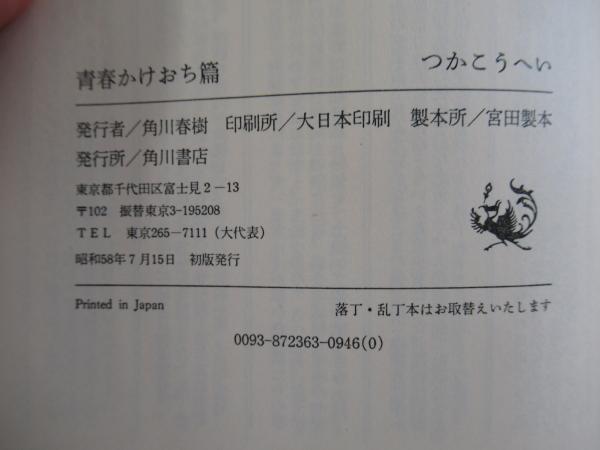 青春かけおち篇　つかこうへい
発行者／角川春樹　印刷所／大日本印刷　製本所／宮田製本
発行所／角川書店
東京都千代田区富士見2－13
〒102　振替東京3-195208
TEL　東京265－7111（大代表）
昭和58年7月15日　初版発行
Printed in Japan　落丁・乱丁本はお取替えいたします
0093-872363-0946(0)